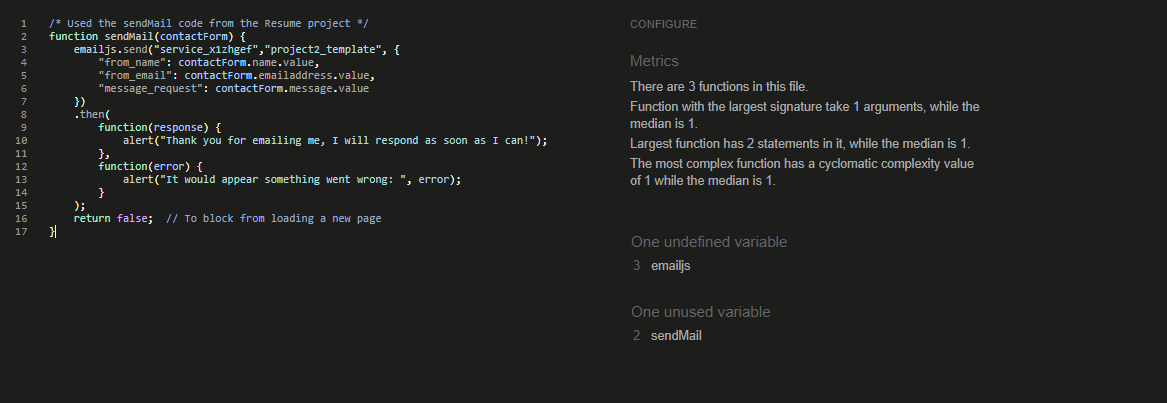 1 /* Used the sendMail code from the Resume project */
2 function sendMail(contactForm) {
3     emailjs.send("service_x1zhgef","project2_template", {
4         "from_name": contactForm.name.value,
5         "from_email": contactForm.emailaddress.value,
6         "message_request": contactForm.message.value
7     })
8     .then(
9         function(response) {
10             alert("Thank you for emailing me, I will respond as soon as I can!");
11         },
12         function(error) {
13             alert("It would appear something went wrong: ", error);
14         }
15     );
16     return false;  // To block from loading a new page
17 }
CONFIGURE
Metrics
There are 3 functions in this file.
Function with the largest signature take 1 arguments, while the
median is 1.
Largest function has 2 statements in it, while the median is 1.
The most complex function has a cyclomatic complexity value
of 1 while the median is 1.
One undefined variable
3 emailjs
One unused variable
2 sendMail